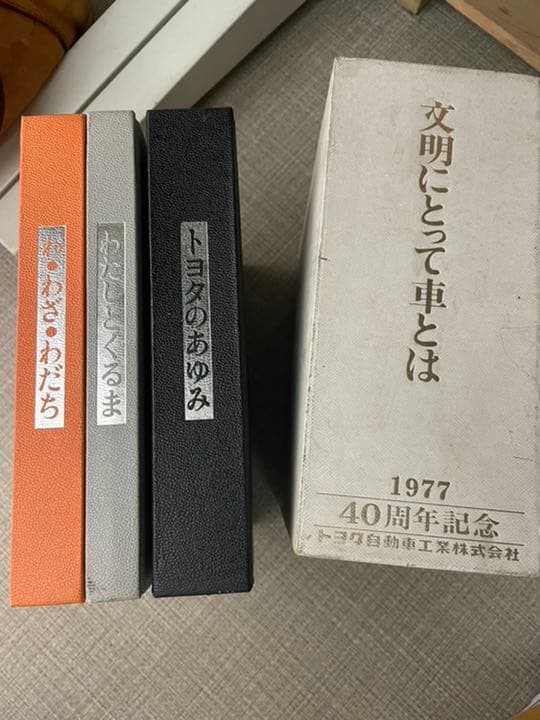 わ・わざ・わだち
わたしとくるま
トヨタのあゆみ
文明にとって車とは
1977
40周年記念
トヨタ自動車工業株式会社